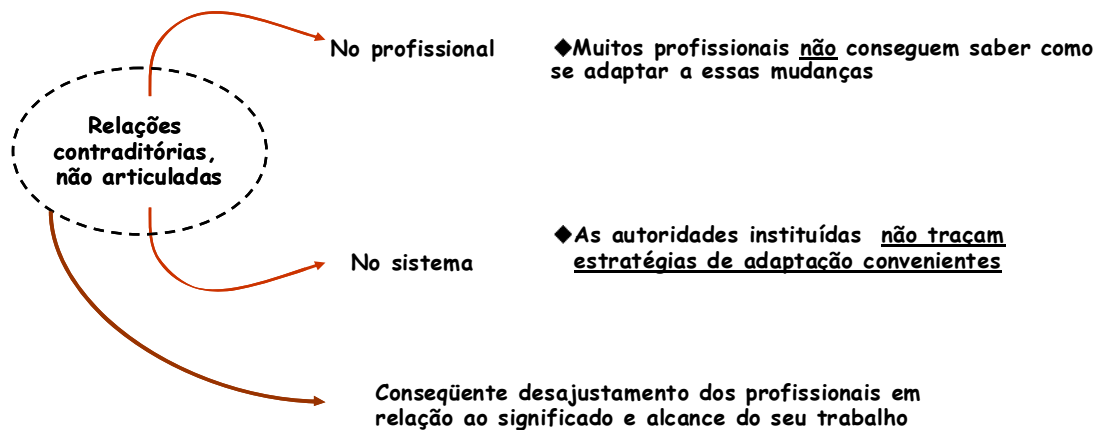 Relações
contraditórias,
não articuladas
No profissional
◆Muitos profissionais não conseguem saber como
se adaptar a essas mudanças
No sistema
◆As autoridades instituídas não traçam
estratégias de adaptação convenientes
Conseqüente desajustamento dos profissionais em
relação ao significado e alcance do seu trabalho